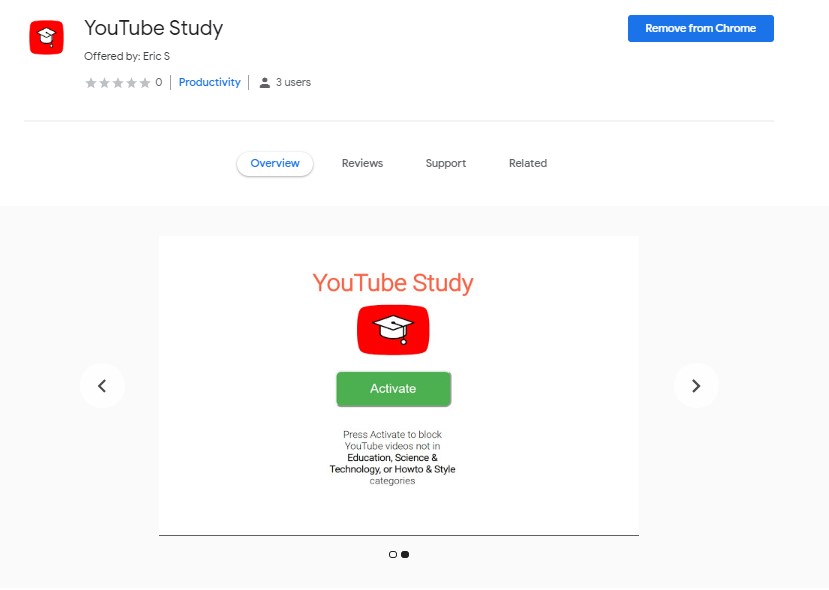 YouTube Study
Remove from Chrome
Offered by: Eric S
0
Productivity
3 users
Overview
Reviews
Support
Related
YouTube Study
Activate
Press Activate to block
YouTube videos not in
Education, Science &
Technology, or Howto & Style
categories